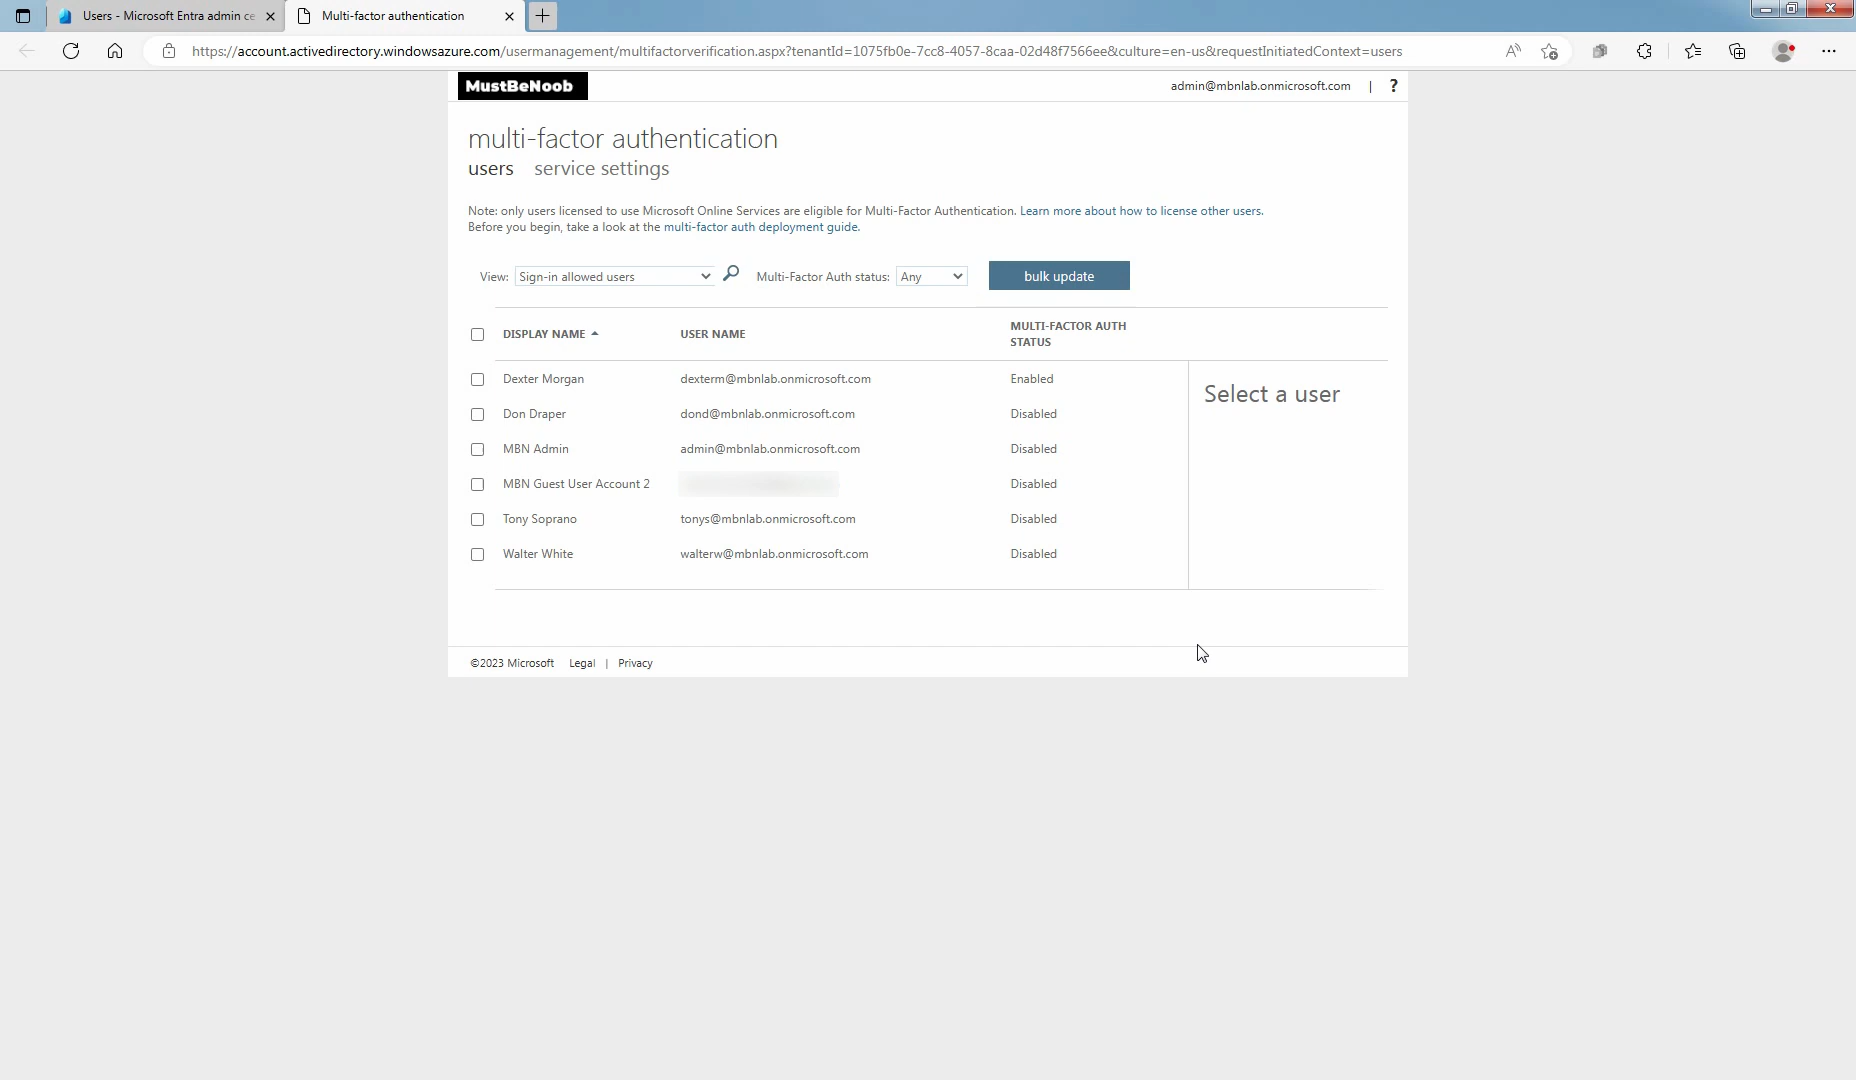 Users - Microsoft Entra admin ce
Multi-factor authentication
https://account.activedirectory.windowsazure.com/usermanagement/multifactorverification.aspx?tenantId=1075fb0e-7cc8-4057-8caa-02d48f7566ee&culture=en-us&requestInitiatedContext=users
MustBeNoob
admin@mbnlab.onmicrosoft.com | ?
multi-factor authentication
users service settings
Note: only users licensed to use Microsoft Online Services are eligible for Multi-Factor Authentication. Learn more about how to license other users.
Before you begin, take a look at the multi-factor auth deployment guide.
View: Sign-in allowed users Multi-Factor Auth status: Any bulk update
DISPLAY NAME USER NAME MULTI-FACTOR AUTH
STATUS
Dexter Morgan dexterm@mbnlab.onmicrosoft.com Enabled
Select a user
Don Draper dond@mbnlab.onmicrosoft.com Disabled
MBN Admin admin@mbnlab.onmicrosoft.com Disabled
MBN Guest User Account 2 Disabled
Tony Soprano tonys@mbnlab.onmicrosoft.com Disabled
Walter White walterw@mbnlab.onmicrosoft.com Disabled
©2023 Microsoft Legal | Privacy